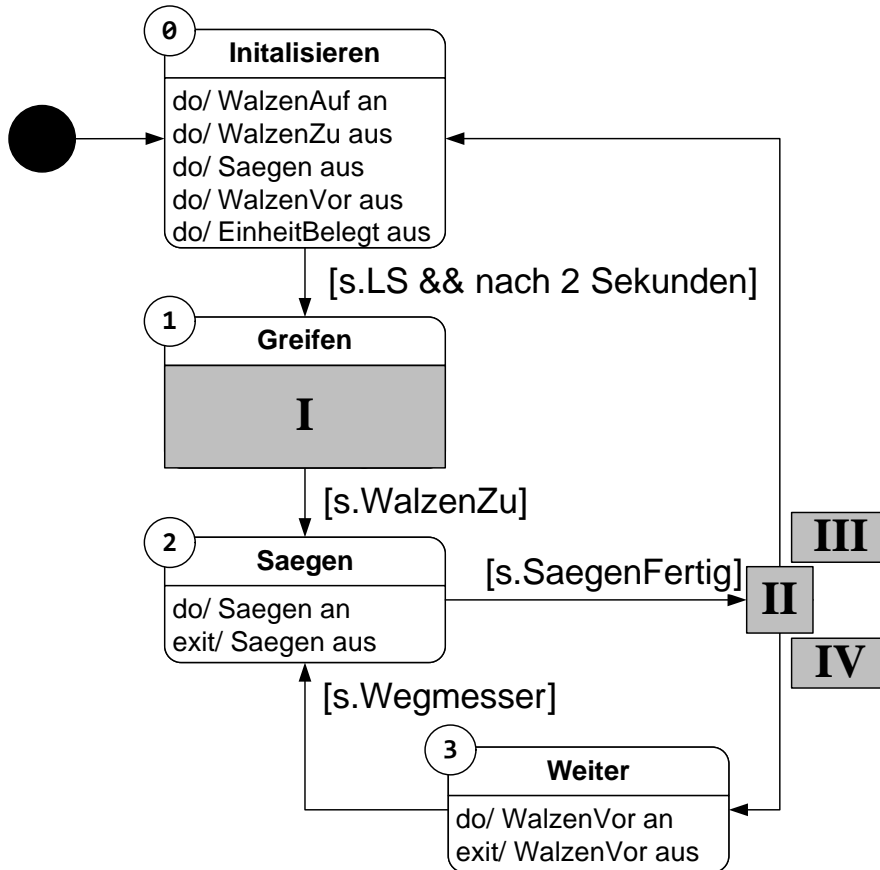 0
Initalisieren
do/ WalzenAuf an
do/ WalzenZu aus
do/ Saegen aus
do/ WalzenVor aus
do/ EinheitBelegt aus
[s.LS && nach 2 Sekunden]
1
Greifen
I
[s.WalzenZu]
2
Saegen
do/ Saegen an
exit/ Saegen aus
[s.SaegenFertig]
III
II
IV
[s.Wegmesser]
3
Weiter
do/ WalzenVor an
exit/ WalzenVor aus